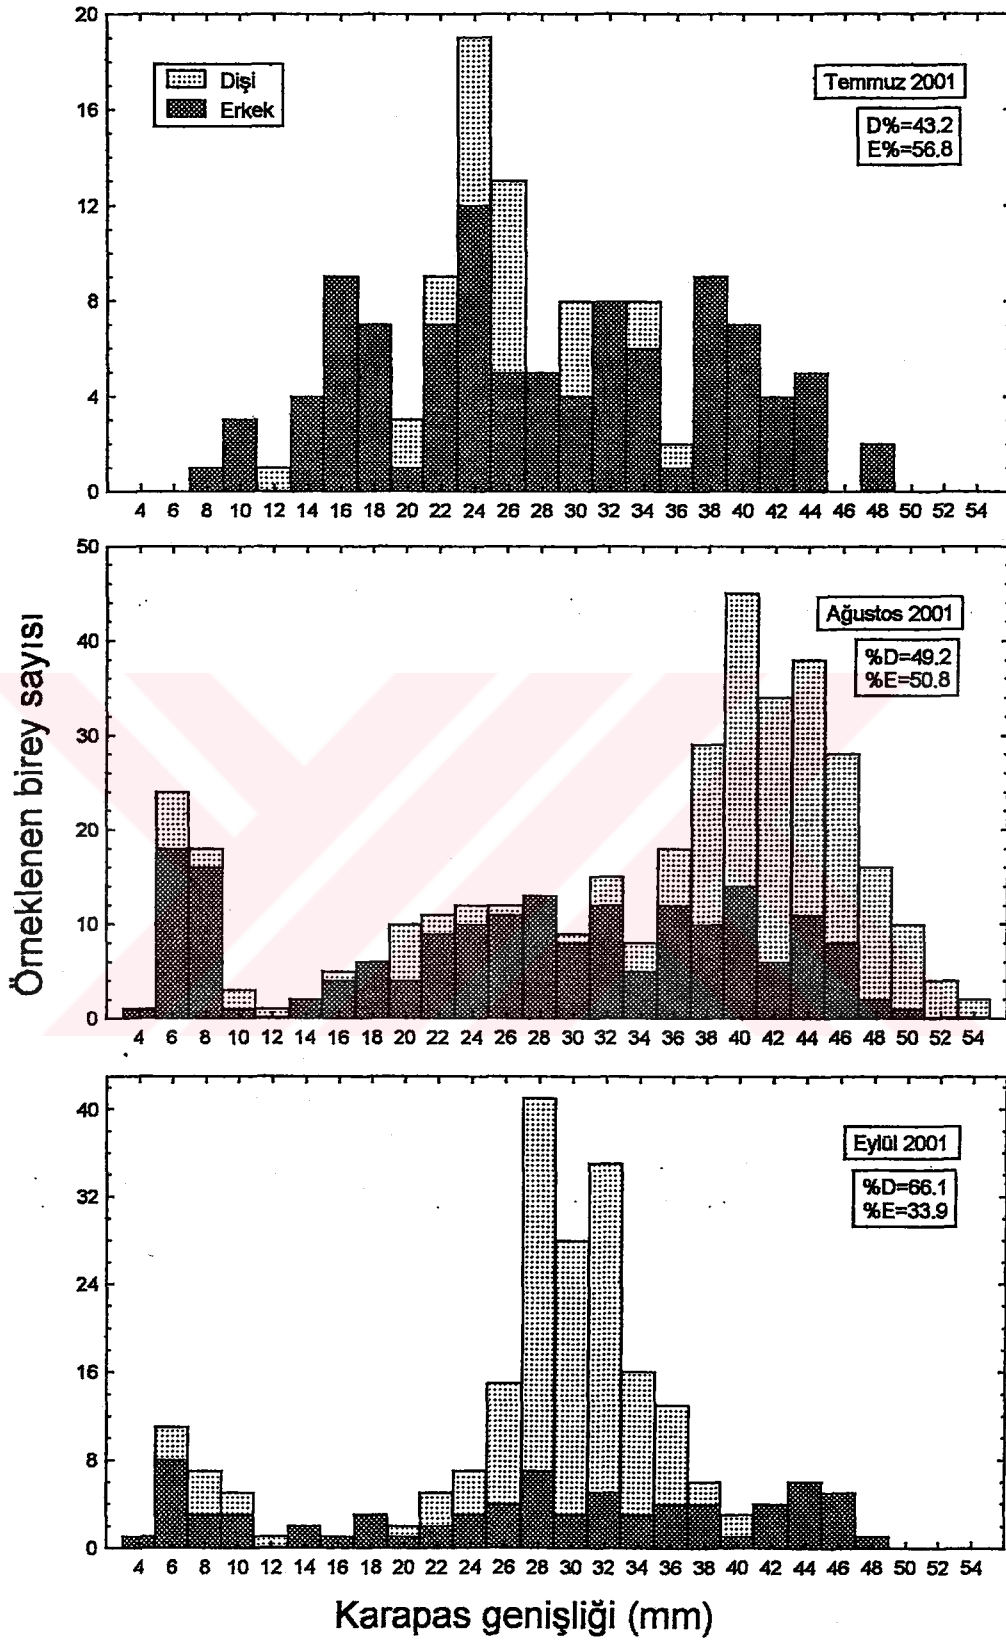 20
16
12
8
4
0
Dişi
Erkek
Temmuz 2001
D%=43.2
E%=56.8
4 6 8 10 12 14 16 18 20 22 24 26 28 30 32 34 36 38 40 42 44 46 48 50 52 54
Örneklenen birey sayısı
50
40
30
20
10
0
Ağustos 2001
%D=49.2
%E=50.8
4 6 8 10 12 14 16 18 20 22 24 26 28 30 32 34 36 38 40 42 44 46 48 50 52 54
40
32
24
16
8
0
Eylül 2001
%D=66.1
%E=33.9
4 6 8 10 12 14 16 18 20 22 24 26 28 30 32 34 36 38 40 42 44 46 48 50 52 54
Karapas genişliği (mm)